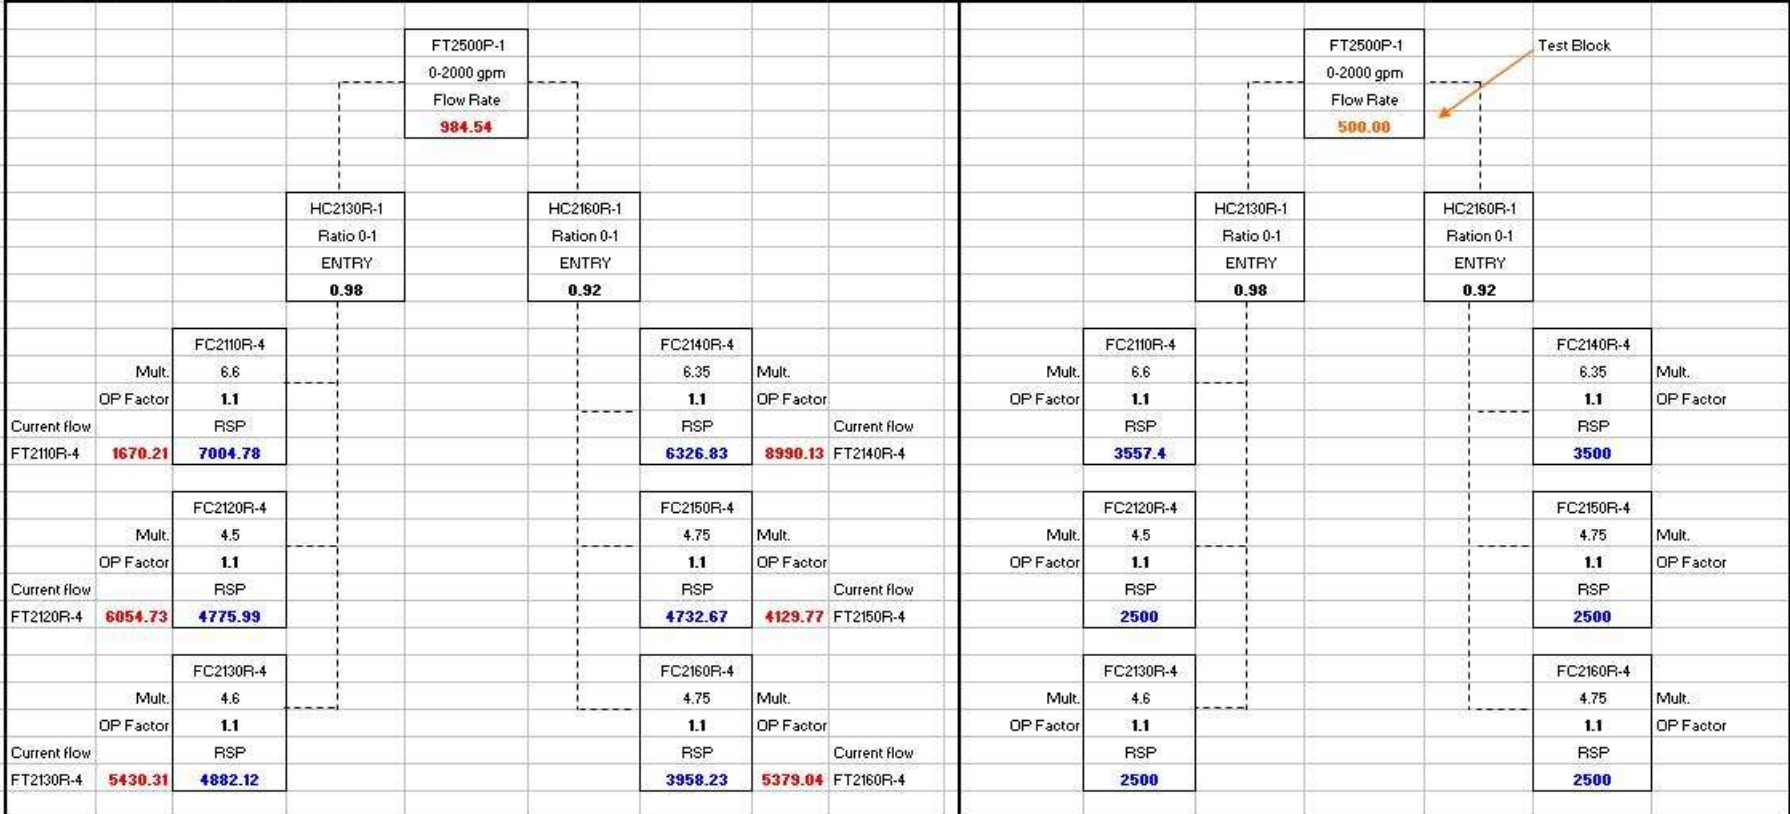 FT2500P-1
0-2000 gpm
Flow Rate
984.54
HC2130R-1
Ratio 0-1
ENTRY
0.98
HC2160R-1
Ration 0-1
ENTRY
0.92
FC2110R-4
Mult. 6.6
OP Factor 1.1
Current flow RSP
FT2110R-4 1670.21 7004.78
FC2140R-4
6.35 Mult.
1.1 OP Factor
RSP Current flow
6326.83 8990.13 FT2140R-4
FC2120R-4
Mult. 4.5
OP Factor 1.1
Current flow RSP
FT2120R-4 6054.73 4775.99
FC2150R-4
4.75 Mult.
1.1 OP Factor
RSP Current flow
4732.67 4129.77 FT2150R-4
FC2130R-4
Mult. 4.6
OP Factor 1.1
Current flow RSP
FT2130R-4 5430.31 4882.12
FC2160R-4
4.75 Mult.
1.1 OP Factor
RSP Current flow
3958.23 5379.04 FT2160R-4
FT2500P-1
0-2000 gpm
Flow Rate
500.00
Test Block
HC2130R-1
Ratio 0-1
ENTRY
0.98
HC2160R-1
Ration 0-1
ENTRY
0.92
FC2110R-4
Mult. 6.6
OP Factor 1.1
RSP
3557.4
FC2140R-4
6.35 Mult.
1.1 OP Factor
RSP
3500
FC2120R-4
Mult. 4.5
OP Factor 1.1
RSP
2500
FC2150R-4
4.75 Mult.
1.1 OP Factor
RSP
2500
FC2130R-4
Mult. 4.6
OP Factor 1.1
RSP
2500
FC2160R-4
4.75 Mult.
1.1 OP Factor
RSP
2500